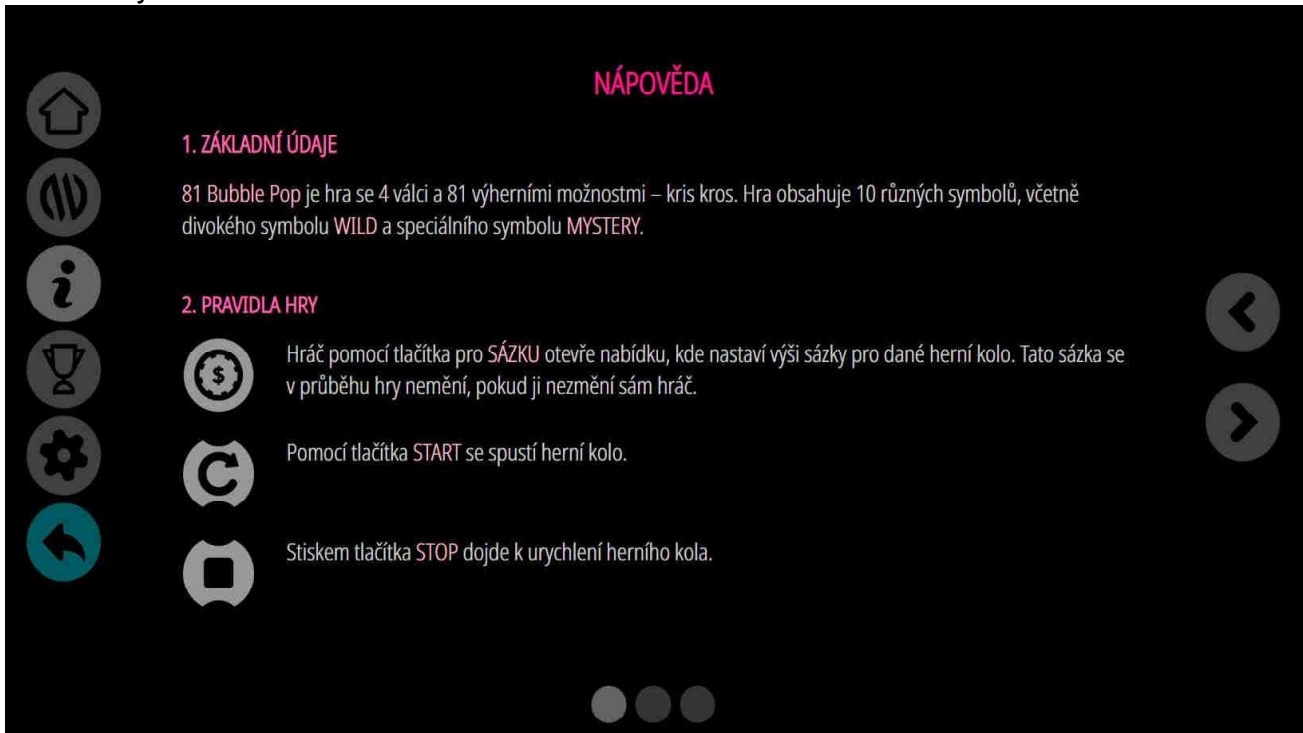 NÁPOVĚDA
1. ZÁKLADNÍ ÚDAJE
81 Bubble Pop je hra se 4 válci a 81 výherními možnostmi – kris kros. Hra obsahuje 10 různých symbolů, včetně
divokého symbolu WILD a speciálního symbolu MYSTERY.
2. PRAVIDLA HRY
Hráč pomocí tlačítka pro SÁZKU otevře nabídku, kde nastaví výši sázky pro dané herní kolo. Tato sázka se
v průběhu hry nemění, pokud ji nezmění sám hráč.
Pomocí tlačítka START se spustí herní kolo.
Stiskem tlačítka STOP dojde k urychlení herního kola.